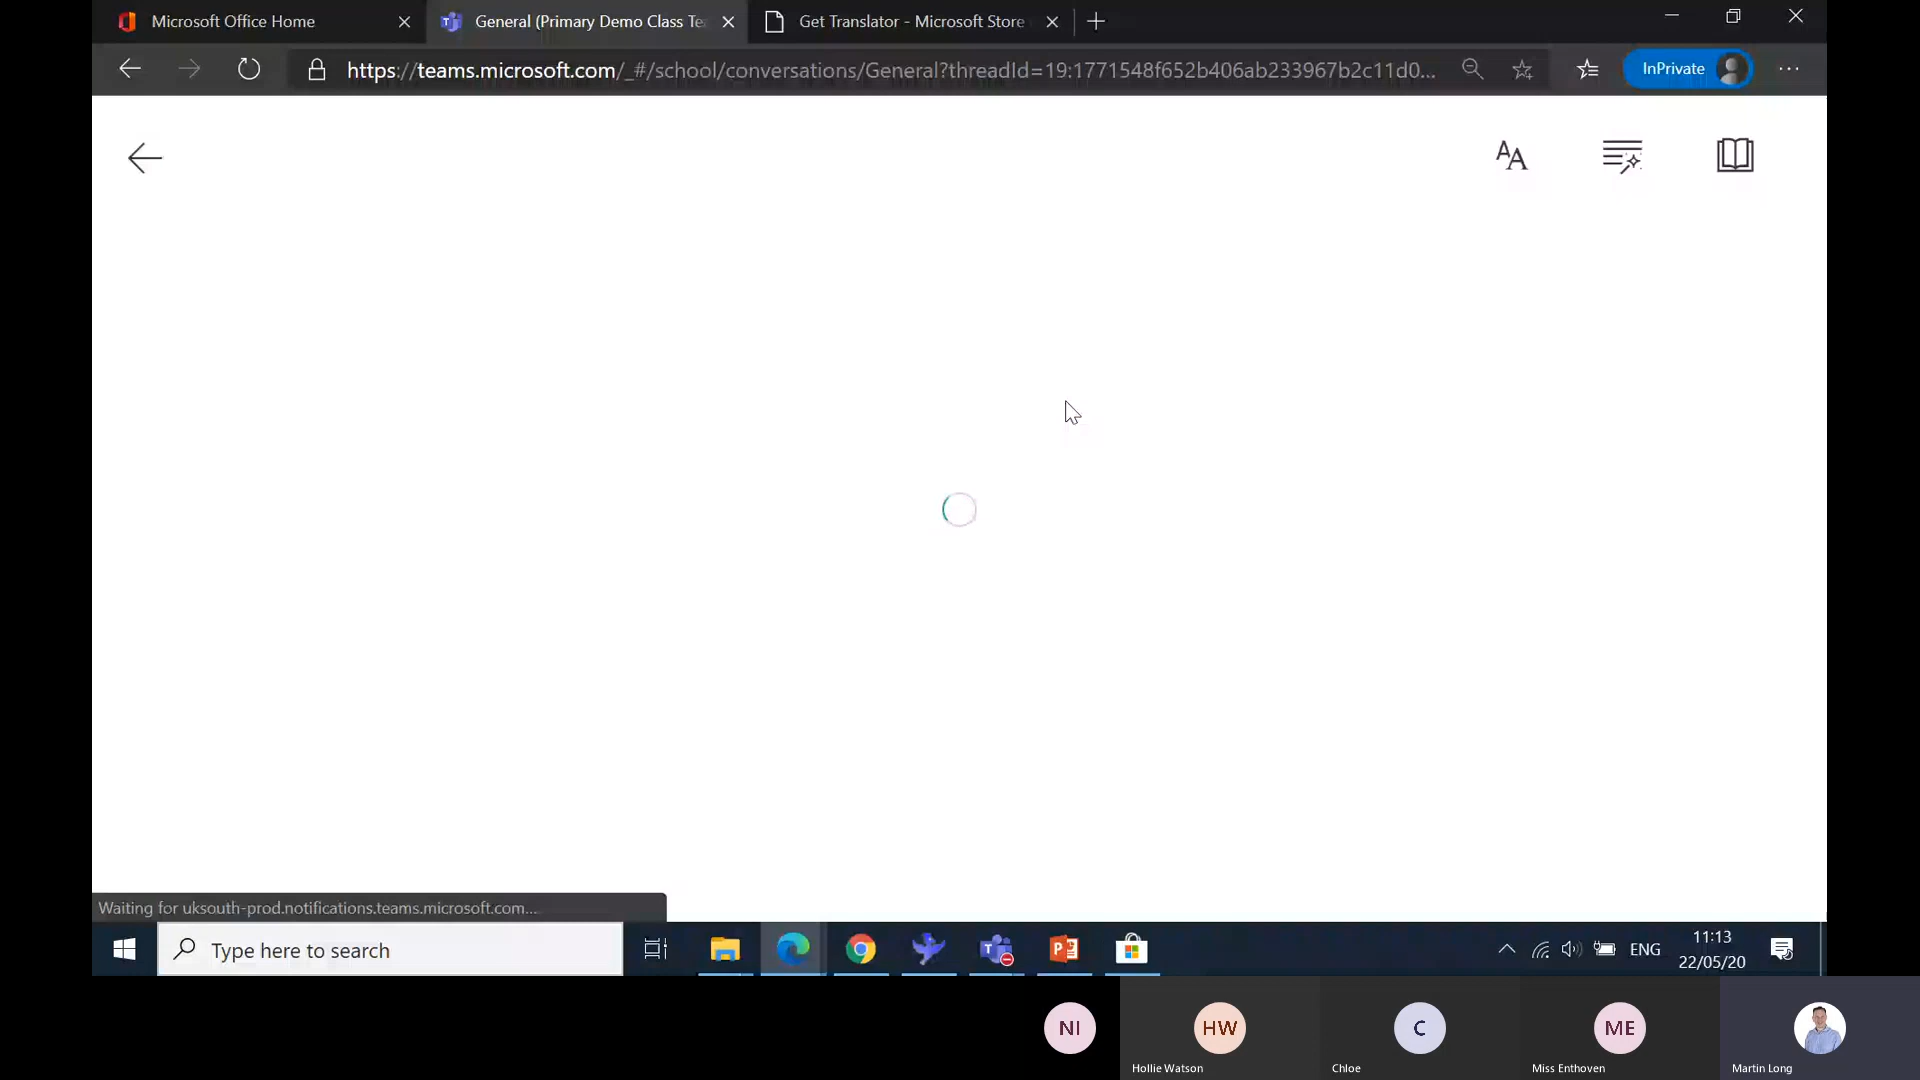 Microsoft Office Home
General (Primary Demo Class Te
Get Translator - Microsoft Store
https://teams.microsoft.com/_#/school/conversations/General?threadId=19:1771548f652b406ab233967b2c11d0...
InPrivate
Waiting for uksouth-prod.notifications.teams.microsoft.com...
Type here to search
ENG
11:13
22/05/20
NI
HW
C
ME
Hollie Watson
Chloe
Miss Enthoven
Martin Long